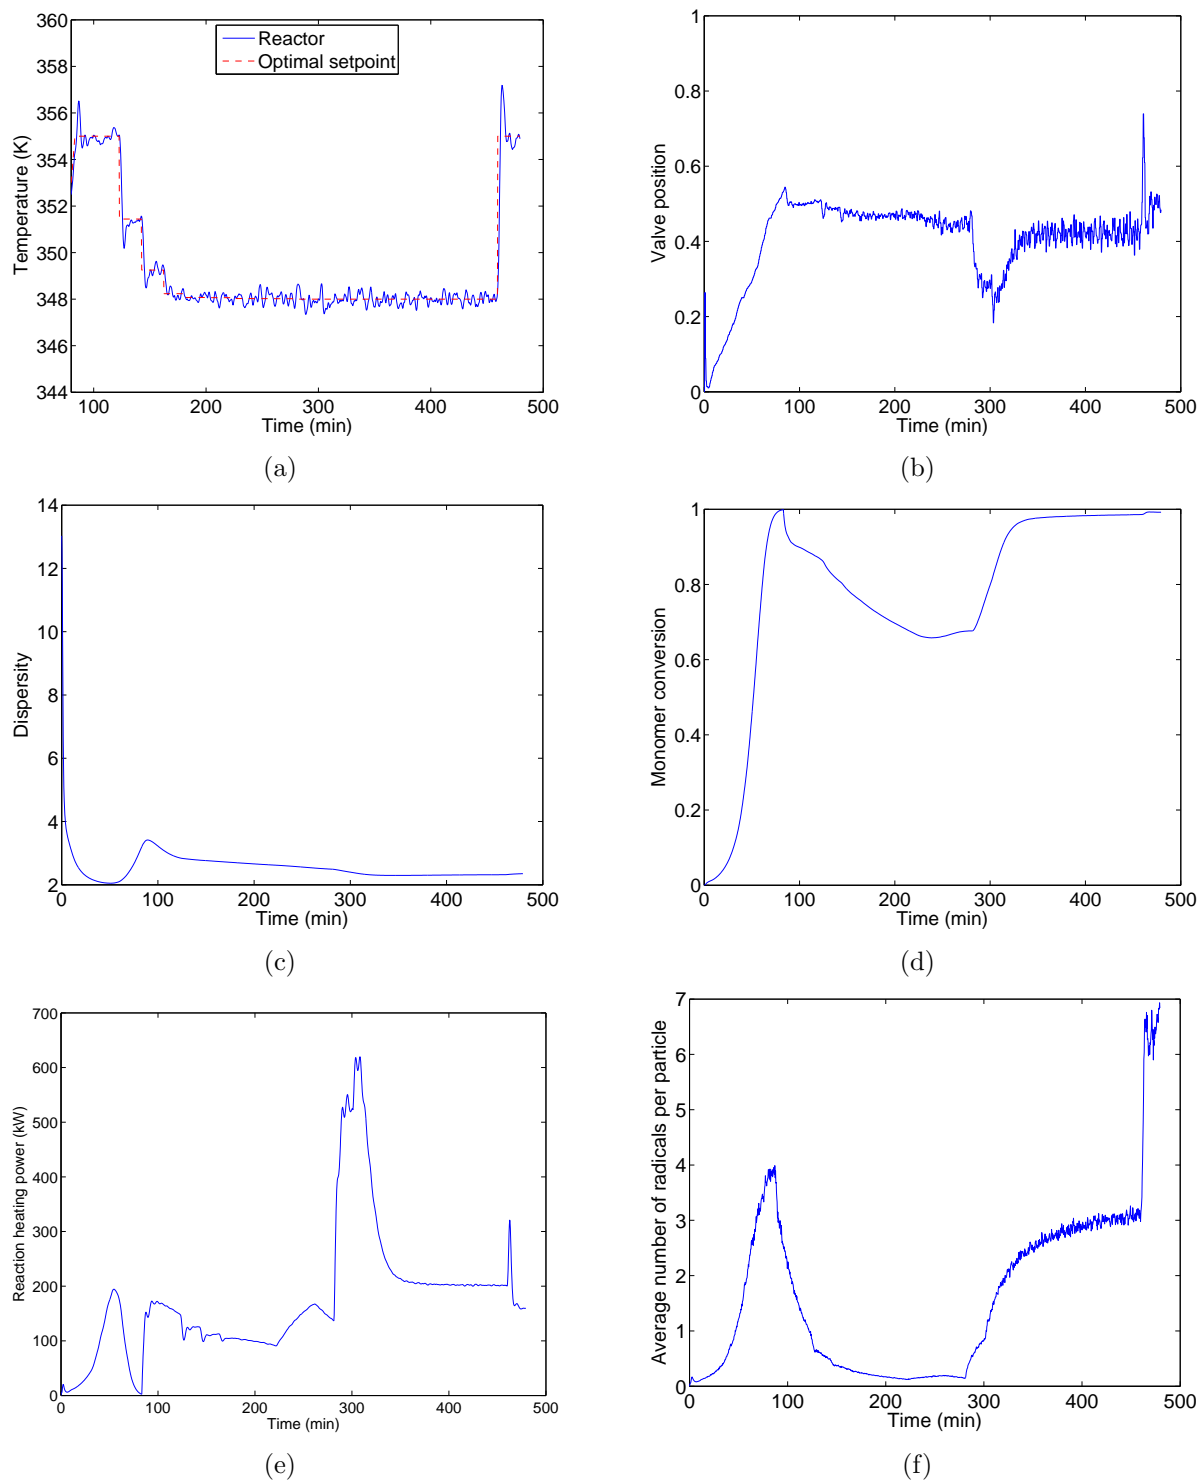 360
358
356
354
352
350
348
346
344
Temperature (K)
Reactor
Optimal setpoint
100 200 300 400 500
Time (min)
(a)
1
0.8
0.6
0.4
0.2
0
Valve position
0 100 200 300 400 500
Time (min)
(b)
14
12
10
8
6
4
2
Dispersity
0 100 200 300 400 500
Time (min)
(c)
1
0.8
0.6
0.4
0.2
0
Monomer conversion
0 100 200 300 400 500
Time (min)
(d)
700
600
500
400
300
200
100
0
Reaction heating power (kW)
0 100 200 300 400 500
Time (min)
(e)
7
6
5
4
3
2
1
0
Average number of radicals per particle
0 100 200 300 400 500
Time (min)
(f)